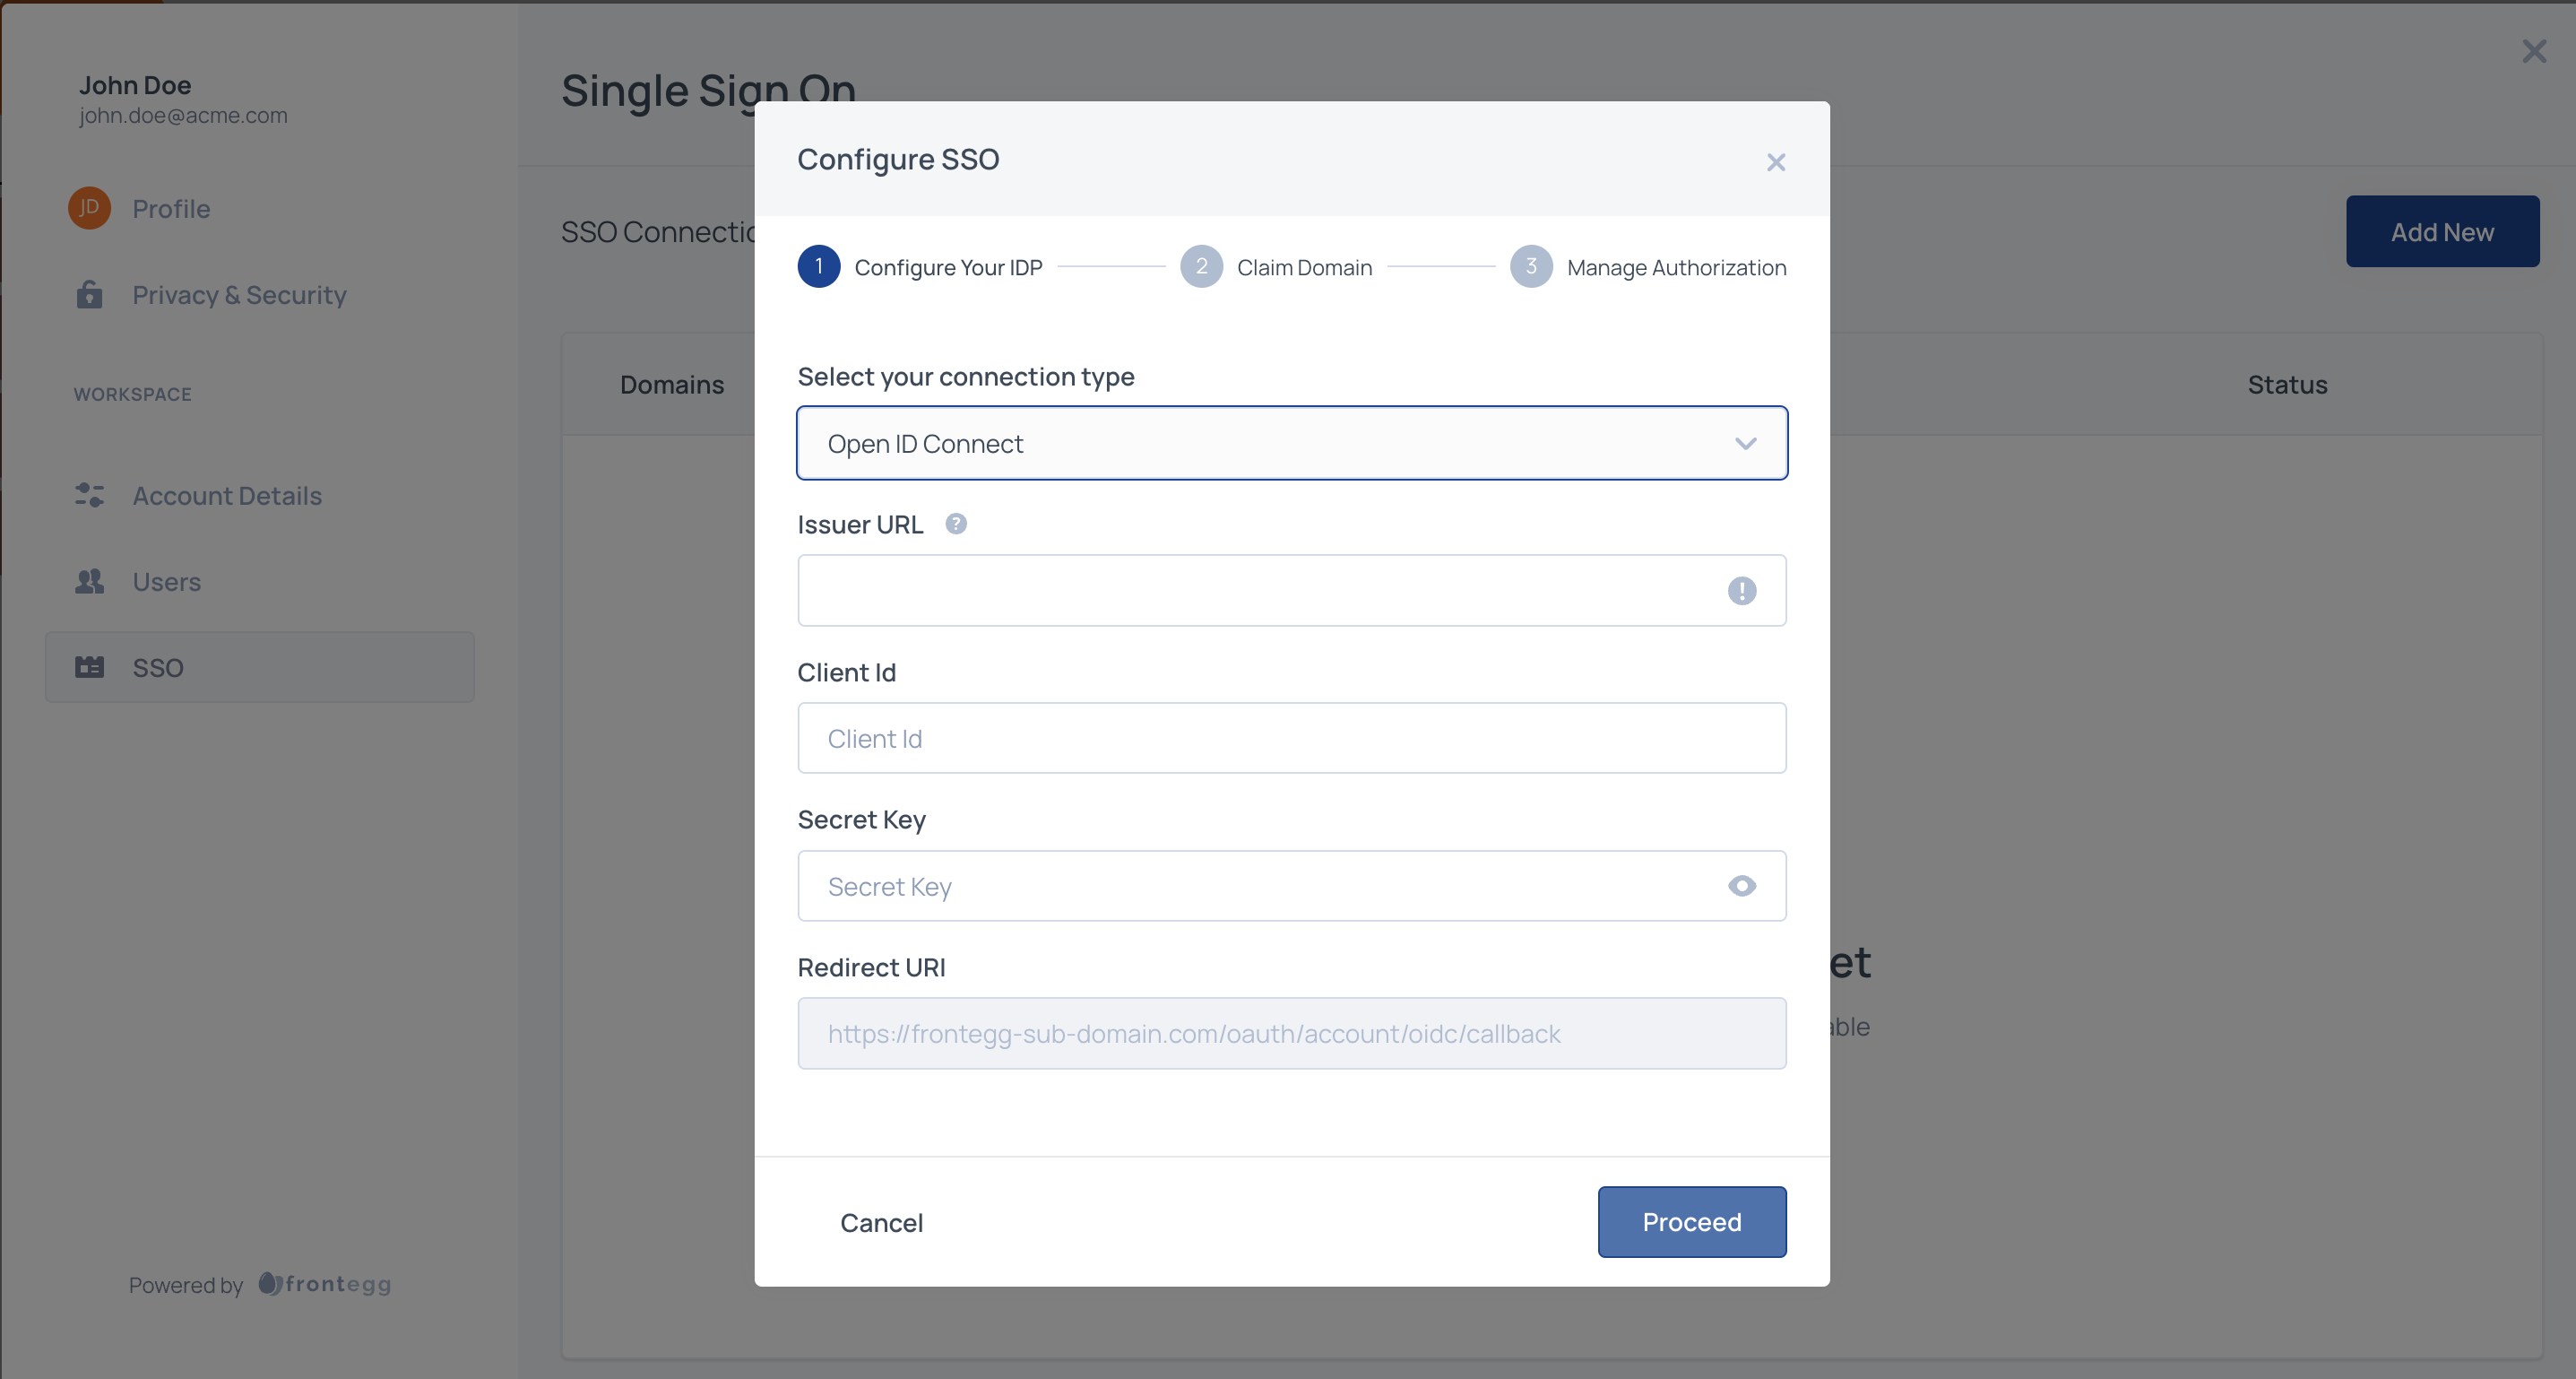 John Doe
john.doe@acme.com
JD Profile
Privacy & Security
WORKSPACE
Account Details
Users
SSO
Powered by frontegg
Single Sign On
SSO
Add New
Domains
Status
Configure SSO
1 Configure Your IDP 2 Claim Domain 3 Manage Authorization
Select your connection type
Open ID Connect
Issuer URL ?
Client Id
Client Id
Secret Key
Secret Key
Redirect URI
https://frontegg-sub-domain.com/oauth/account/oidc/callback
Cancel
Proceed